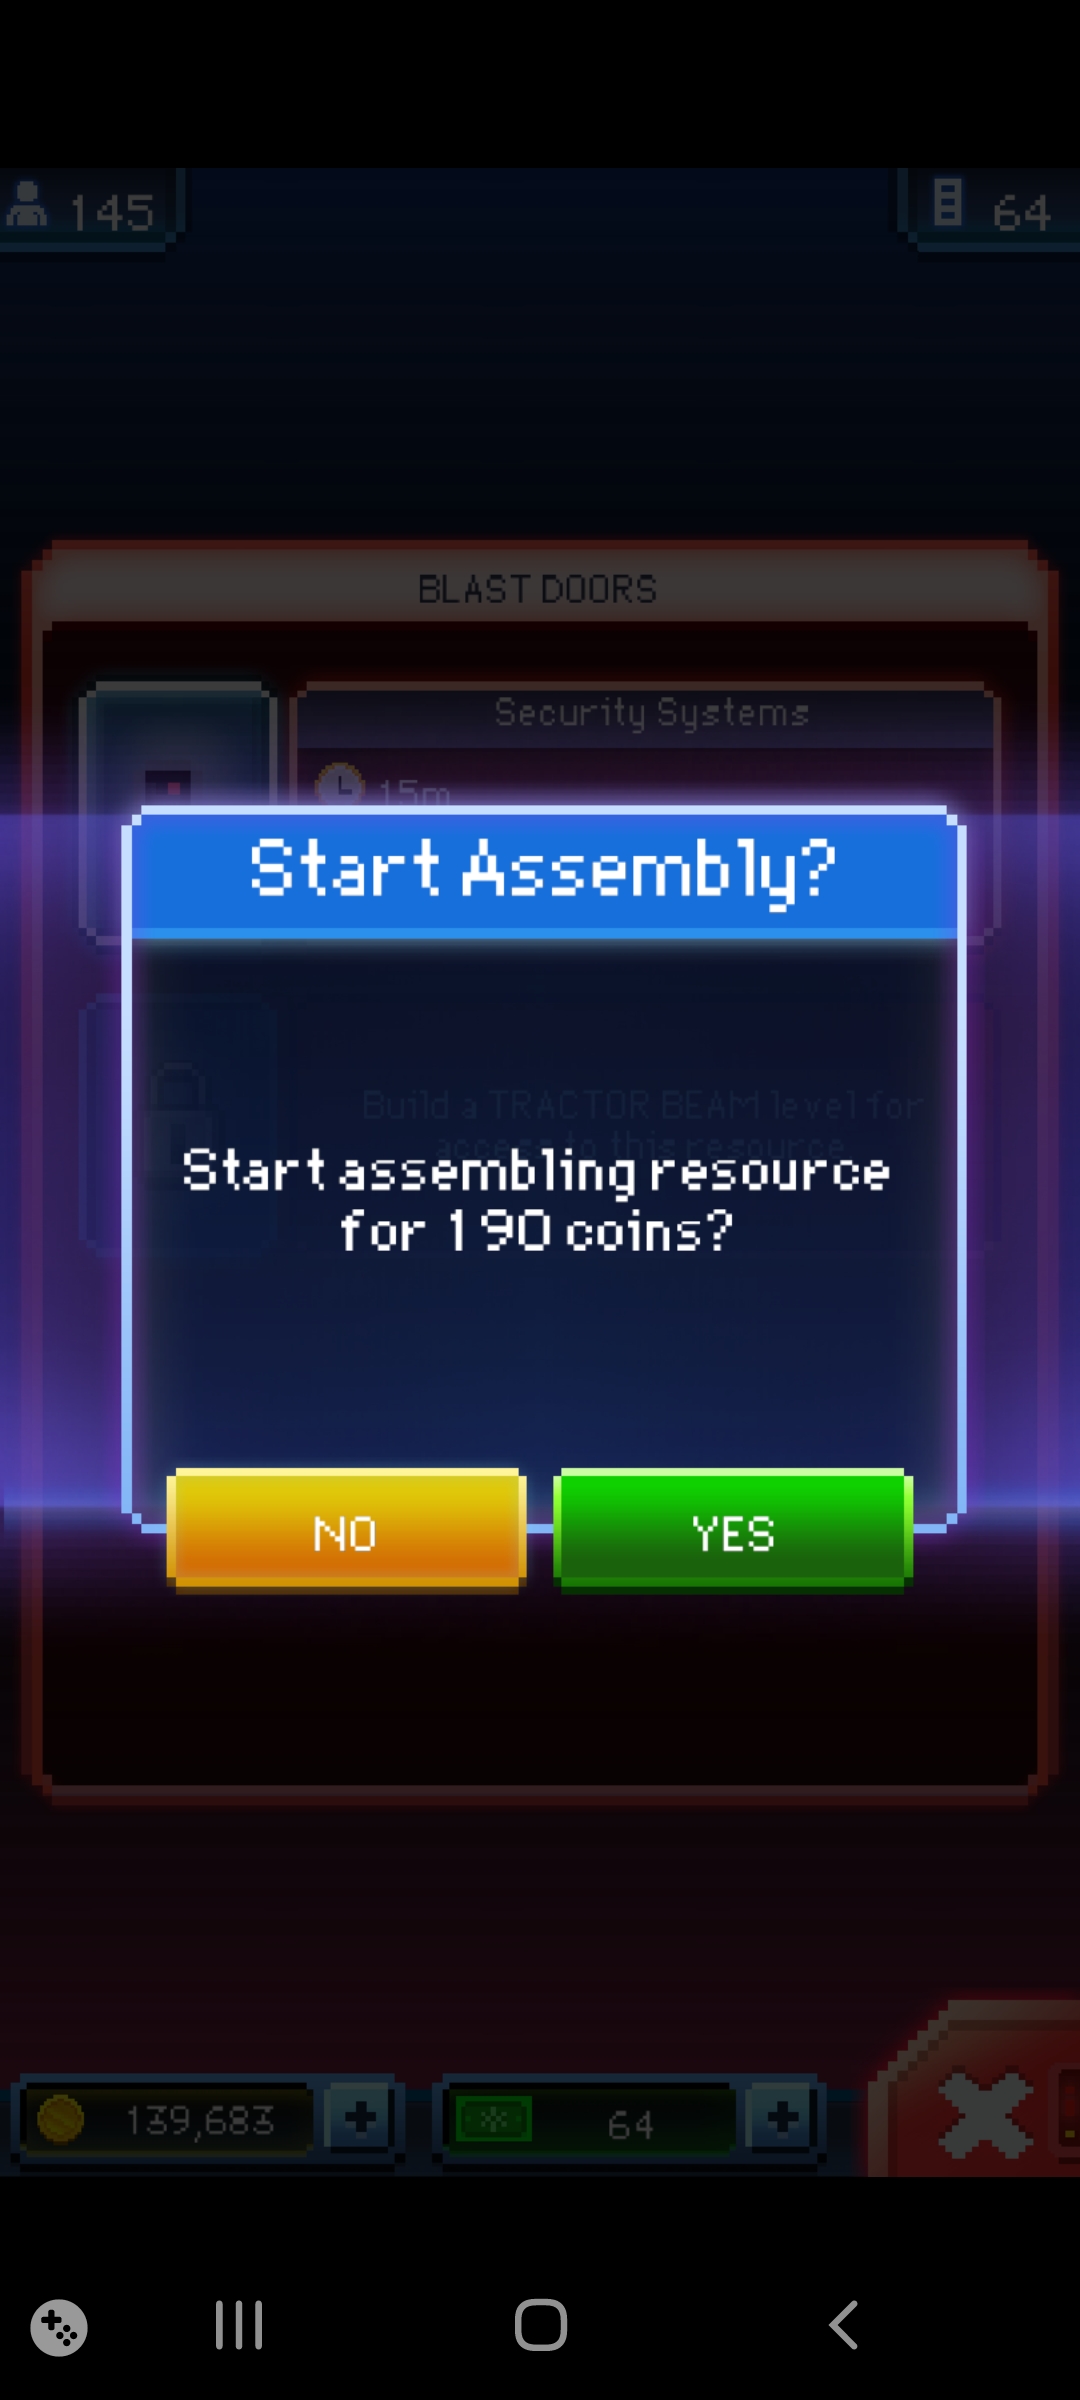 145
64
BLAST DOORS
Security Systems
15m
Start Assembly?
Build a TRACTOR BEAM level for
access to this resource
Start assembling resource
for 190 coins?
NO
YES
139,683
64